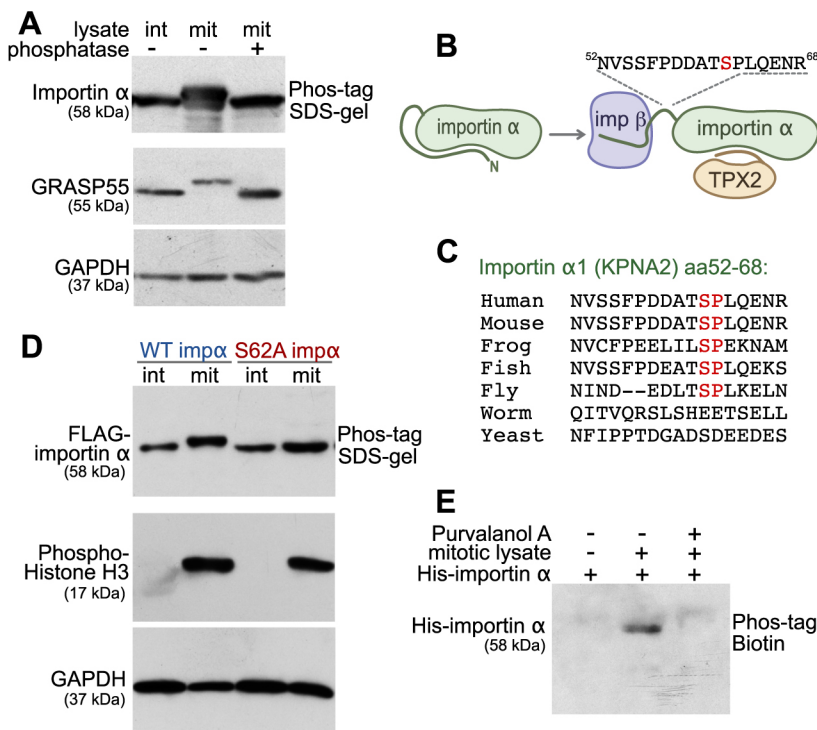 A
lysate int mit mit
phosphatase - - +
Importin α
(58 kDa)
Phos-tag
SDS-gel
GRASP55
(55 kDa)
GAPDH
(37 kDa)
B
52NVSSFPDDATSPLQENR68
importin α
N
imp β
importin α
TPX2
C
Importin α1 (KPNA2) aa52-68:
Human NVSSFPDDATSPLQENR
Mouse NVSSFPDDATSPLQENR
Frog NVCFPEELILSPEKNAM
Fish NVSSFPDEATSPLQEKS
Fly NIND--EDLTSPLKELN
Worm QITVQRSLSHEETSELL
Yeast NFIPPTDGADSDEEDES
D
WT impα S62A impα
int mit int mit
FLAG-
importin α
(58 kDa)
Phos-tag
SDS-gel
Phospho-
Histone H3
(17 kDa)
GAPDH
(37 kDa)
E
Purvalanol A - - +
mitotic lysate - + +
His-importin α + + +
His-importin α
(58 kDa)
Phos-tag
Biotin